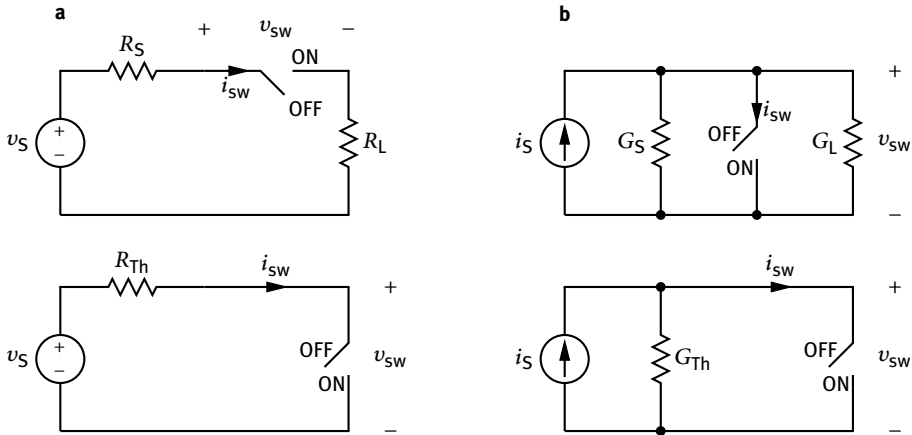 a
+ v_sw −
R_S
ON
i_sw
OFF
v_S
+
−
R_L
b
+
i_sw
OFF
i_S
G_S
ON
G_L
v_sw
−
R_Th
i_sw
+
v_S
+
−
OFF
ON
v_sw
−
i_sw
+
i_S
G_Th
OFF
ON
v_sw
−